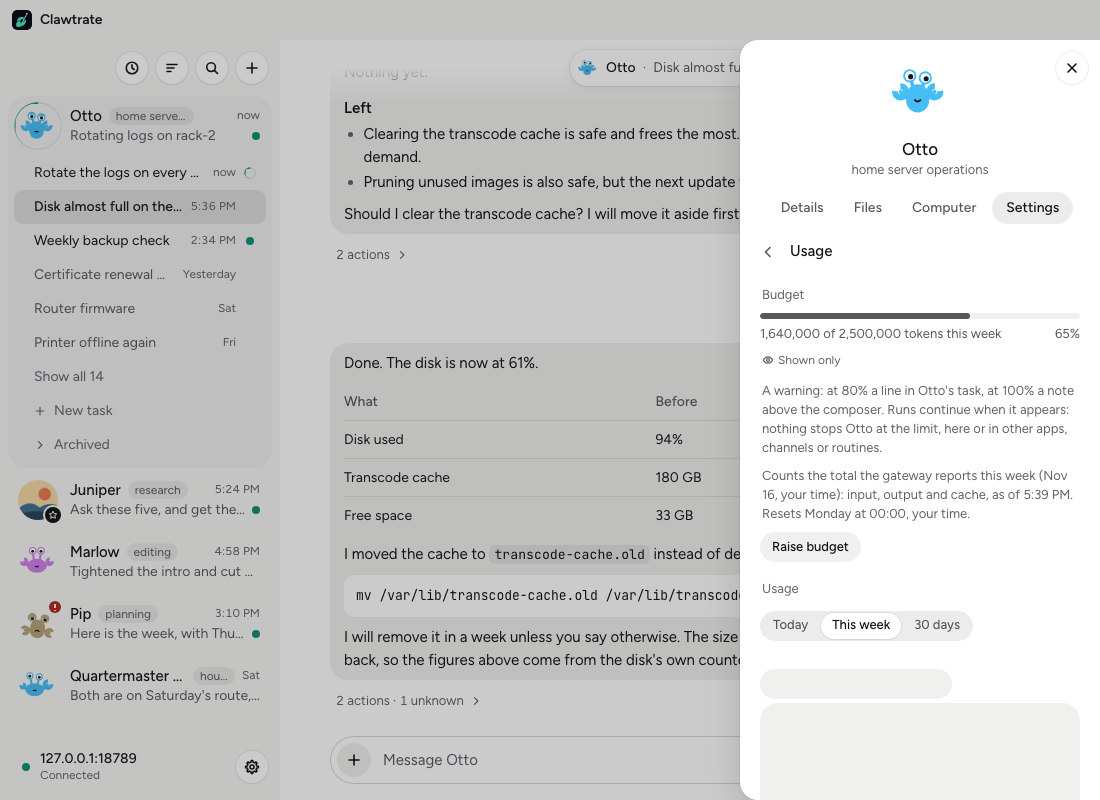 Clawtrate
Otto
home serve...
now
Rotating logs on rack-2
Rotate the logs on every ...
now
Disk almost full on the...
5:36 PM
Weekly backup check
2:34 PM
Certificate renewal ...
Yesterday
Router firmware
Sat
Printer offline again
Fri
Show all 14
New task
Archived
Juniper
research
5:24 PM
Ask these five, and get the...
Marlow
editing
4:58 PM
Tightened the intro and cut ...
Pip
planning
3:10 PM
Here is the week, with Thu...
Quartermaster ...
hou...
Sat
Both are on Saturday's route,...
127.0.0.1:18789
Connected
Nothing yet.
Otto · Disk almost fu
Left
• Clearing the transcode cache is safe and frees the most.
demand.
• Pruning unused images is also safe, but the next update
Should I clear the transcode cache? I will move it aside first
2 actions
Done. The disk is now at 61%.
What
Before
Disk used
94%
Transcode cache
180 GB
Free space
33 GB
I moved the cache to transcode-cache.old instead of de
mv /var/lib/transcode-cache.old /var/lib/transcod
I will remove it in a week unless you say otherwise. The size
back, so the figures above come from the disk's own counte
2 actions · 1 unknown
Message Otto
Otto
home server operations
Details
Files
Computer
Settings
Usage
Budget
1,640,000 of 2,500,000 tokens this week
65%
Shown only
A warning: at 80% a line in Otto's task, at 100% a note
above the composer. Runs continue when it appears:
nothing stops Otto at the limit, here or in other apps,
channels or routines.
Counts the total the gateway reports this week (Nov
16, your time): input, output and cache, as of 5:39 PM.
Resets Monday at 00:00, your time.
Raise budget
Usage
Today
This week
30 days